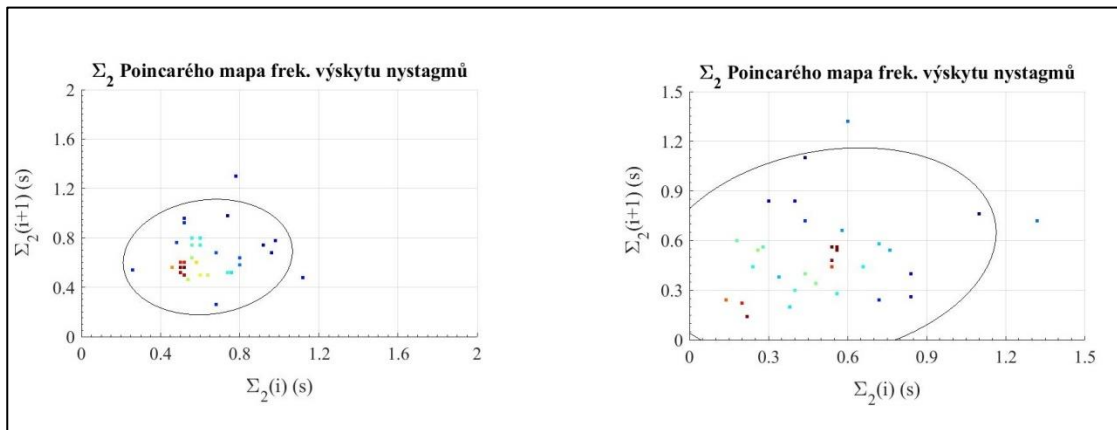 Σ₂ Poincarého mapa frek. výskytu nystagmů
2
1.6
1.2
0.8
0.4
0
Σ₂(i+1) (s)
0 0.4 0.8 1.2 1.6 2
Σ₂(i) (s)
Σ₂ Poincarého mapa frek. výskytu nystagmů
1.5
1.2
0.9
0.6
0.3
0
Σ₂(i+1) (s)
0 0.3 0.6 0.9 1.2 1.5
Σ₂(i) (s)